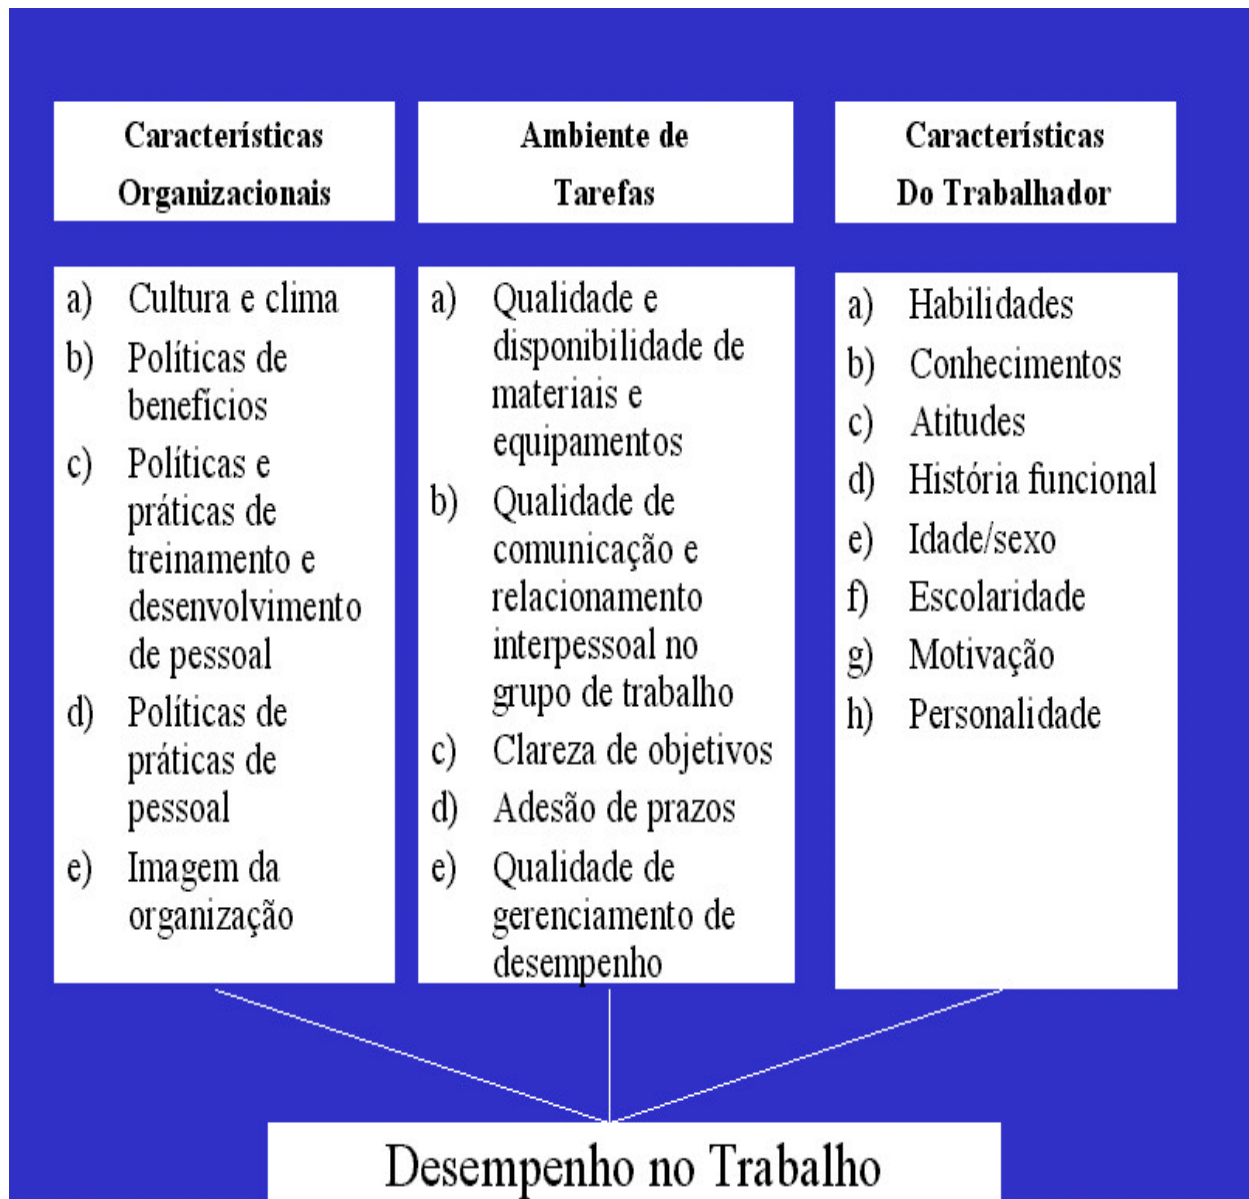 Característícas
Organizacionais
a) Cultura e clima
b) Políticas de
benefícios
c) Políticas e
práticas de
treinamento e
desenvolvimento
de pessoal
d) Políticas de
práticas de
pessoal
e) Imagem da
organização
Ambiente de
Tarefas
a) Qualidade e
disponibilidade de
materiais e
equipamentos
b) Qualidade de
comunicação e
relacionamento
interpessoal no
grupo de trabalho
c) Clareza de objetivos
d) Adesão de prazos
e) Qualidade de
gerenciamento de
desempenho
Característícas
Do Trabalhador
a) Habilidades
b) Conhecimentos
c) Atitudes
d) História funcional
e) Idade/sexo
f) Escolaridade
g) Motivação
h) Personalidade
Desempenho no Trabalho